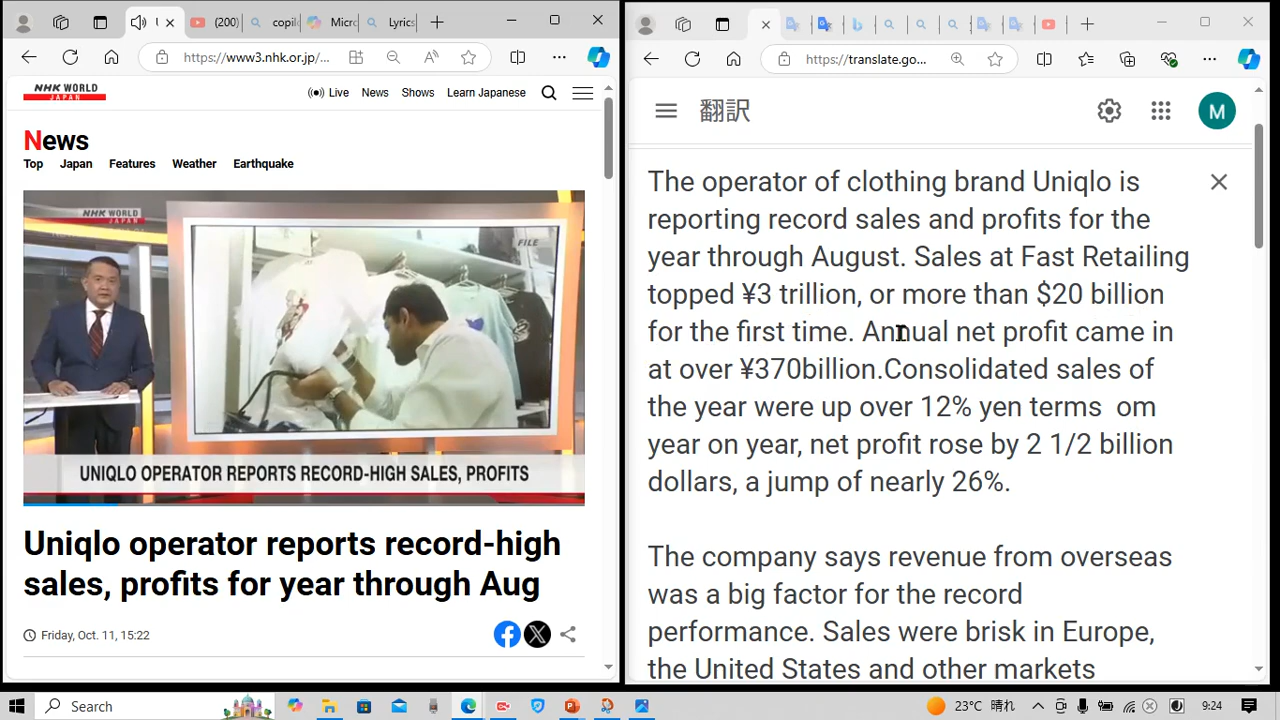 U
(200)
copil
Micro
Lyrics
https://www3.nhk.or.jp/
https://translate.go...
NHK WORLD
JAPAN
Live
News
Shows
Learn Japanese
News
Top
Japan
Features
Weather
Earthquake
NHK WORLD
JAPAN
FILE
UNIQLO OPERATOR REPORTS RECORD-HIGH SALES, PROFITS
Uniqlo operator reports record-high
sales, profits for year through Aug
Friday, Oct. 11, 15:22
翻訳
M
The operator of clothing brand Uniqlo is
reporting record sales and profits for the
year through August. Sales at Fast Retailing
topped ¥3 trillion, or more than $20 billion
for the first time. Annual net profit came in
at over ¥370billion.Consolidated sales of
the year were up over 12% yen terms  om
year on year, net profit rose by 2 1/2 billion
dollars, a jump of nearly 26%.
The company says revenue from overseas
was a big factor for the record
performance. Sales were brisk in Europe,
the United States and other markets
Search
23°C 晴れ
9:24